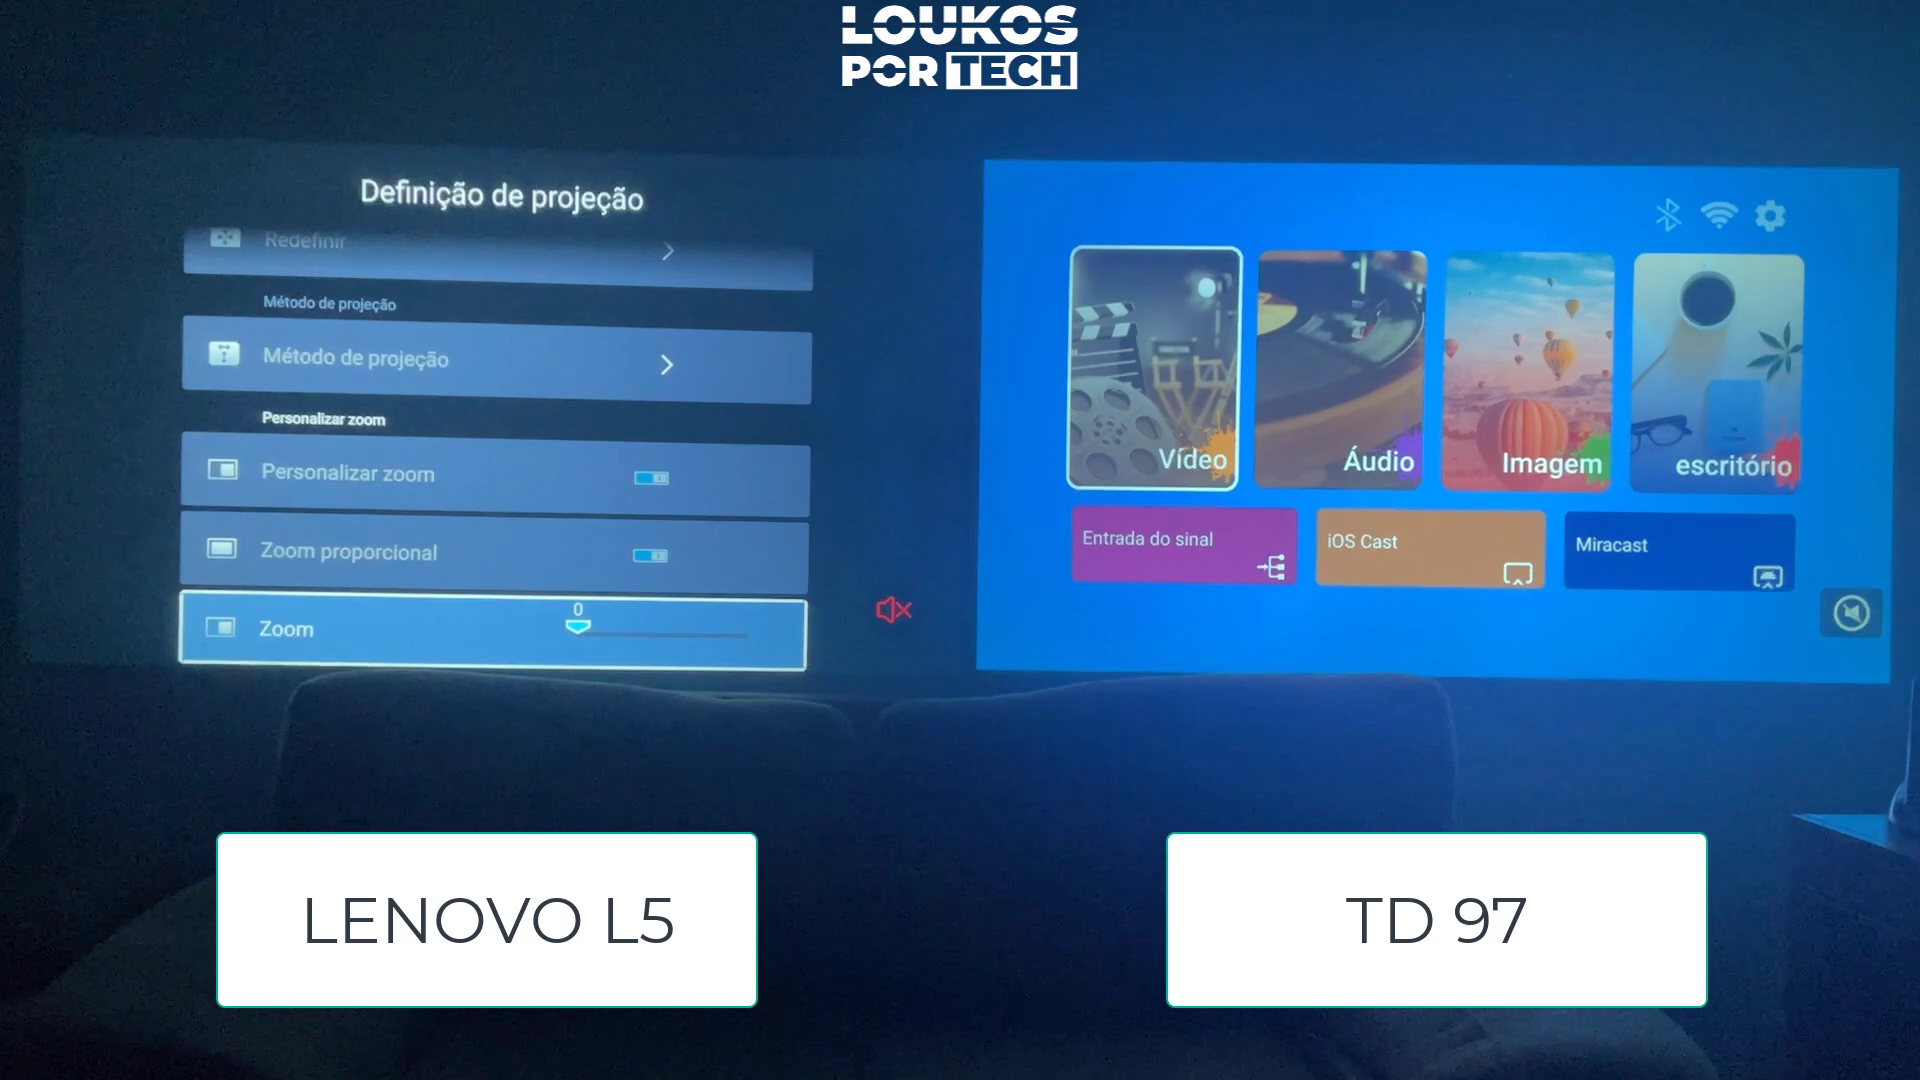 LOUKOS
POR TECH
Definição de projeção
Redefinir
Método de projeção
Método de projeção
Personalizar zoom
Personalizar zoom
Zoom proporcional
0
Zoom
Vídeo
Áudio
Imagem
escritório
Entrada do sinal
iOS Cast
Miracast
LENOVO L5
TD 97